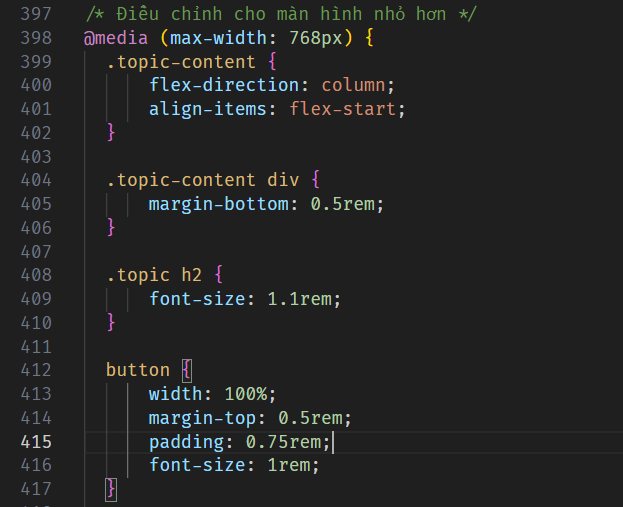 397 /* Điều chỉnh cho màn hình nhỏ hơn */
398 @media (max-width: 768px) {
399 .topic-content {
400 flex-direction: column;
401 align-items: flex-start;
402 }
403
404 .topic-content div {
405 margin-bottom: 0.5rem;
406 }
407
408 .topic h2 {
409 font-size: 1.1rem;
410 }
411
412 button {
413 width: 100%;
414 margin-top: 0.5rem;
415 padding: 0.75rem;
416 font-size: 1rem;
417 }